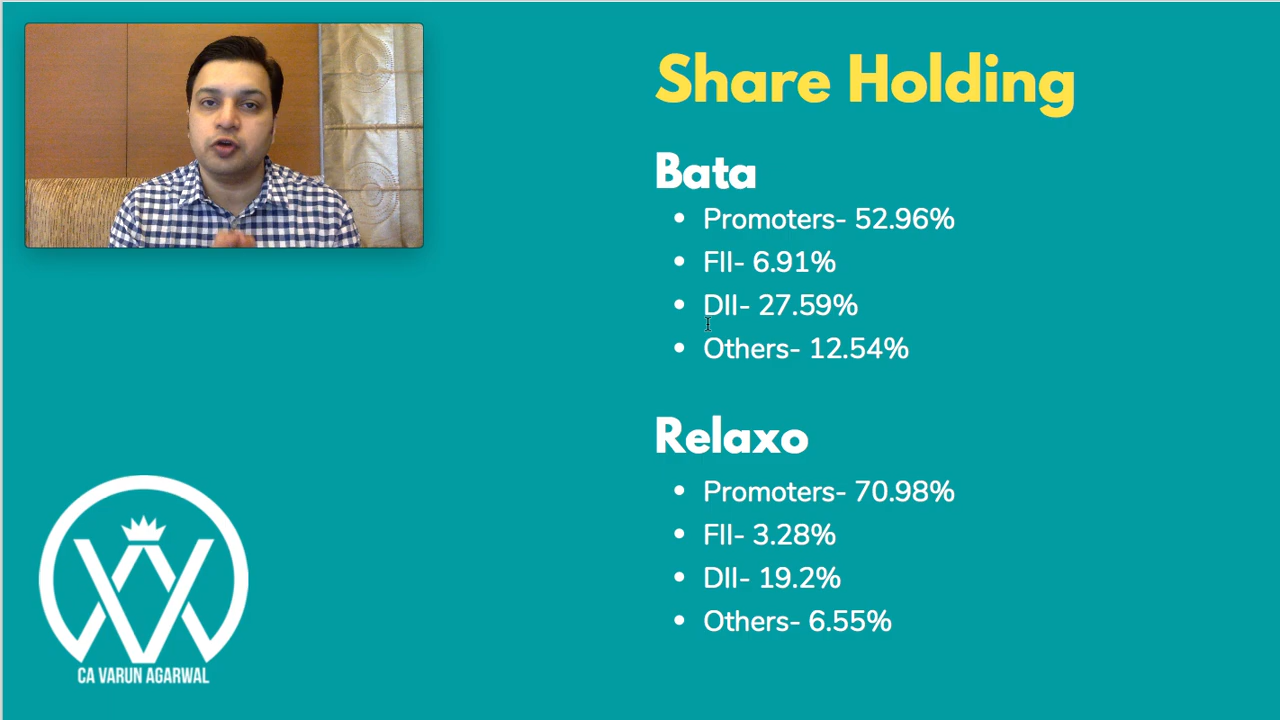 Share Holding
Bata
• Promoters- 52.96%
• FII- 6.91%
• DII- 27.59%
• Others- 12.54%
Relaxo
• Promoters- 70.98%
• FII- 3.28%
• DII- 19.2%
• Others- 6.55%
CA VARUN AGARWAL